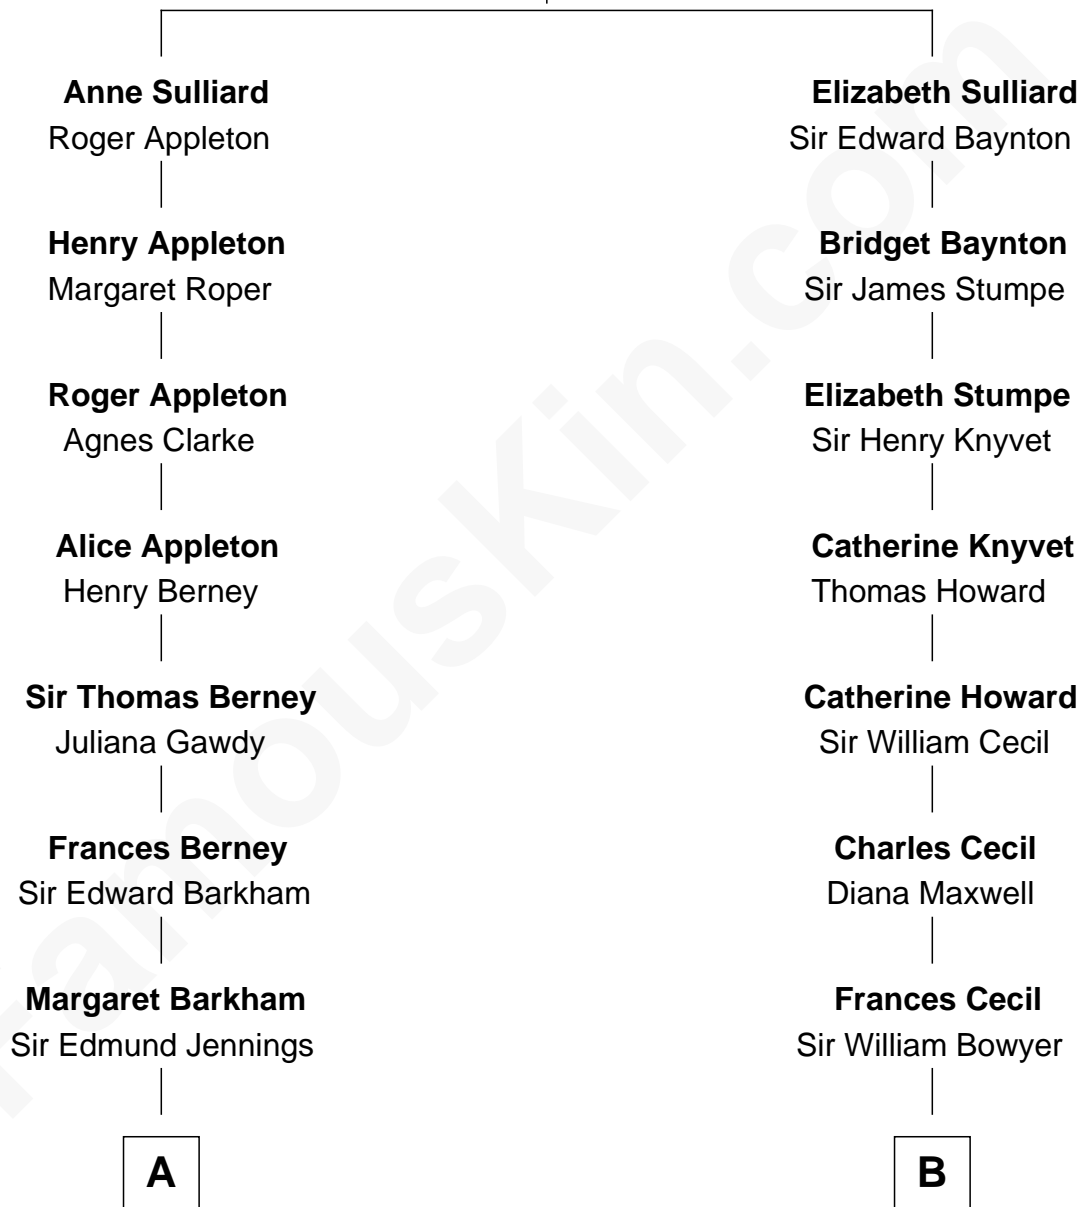 Anne Sulliard
Roger Appleton
Henry Appleton
Margaret Roper
Roger Appleton
Agnes Clarke
Alice Appleton
Henry Berney
Sir Thomas Berney
Juliana Gawdy
Frances Berney
Sir Edward Barkham
Margaret Barkham
Sir Edmund Jennings
A
Elizabeth Sulliard
Sir Edward Baynton
Bridget Baynton
Sir James Stumpe
Elizabeth Stumpe
Sir Henry Knyvet
Catherine Knyvet
Thomas Howard
Catherine Howard
Sir William Cecil
Charles Cecil
Diana Maxwell
Frances Cecil
Sir William Bowyer
B
FamousKin.com